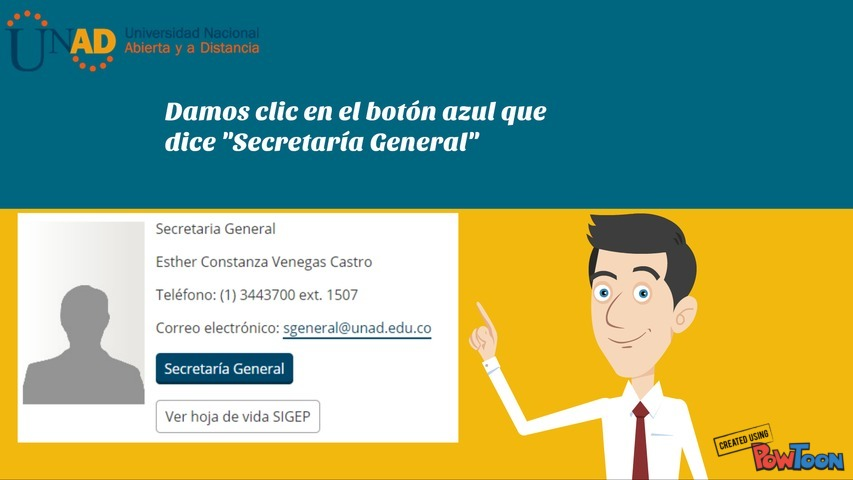 UNAD
Universidad Nacional
Abierta y a Distancia
Damos clic en el botón azul que
dice "Secretaría General"
Secretaria General
Esther Constanza Venegas Castro
Teléfono: (1) 3443700 ext. 1507
Correo electrónico: sgeneral@unad.edu.co
Secretaría General
Ver hoja de vida SIGEP
CREATED USING
POWTOON